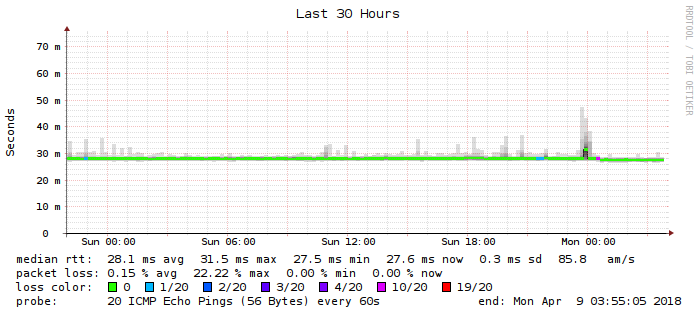 Last 30 Hours
RRDTOOL / TOBI OETIKER
Seconds
70 m
60 m
50 m
40 m
30 m
20 m
10 m
0
Sun 00:00 Sun 06:00 Sun 12:00 Sun 18:00 Mon 00:00
median rtt: 28.1 ms avg 31.5 ms max 27.5 ms min 27.6 ms now 0.3 ms sd 85.8 am/s
packet loss: 0.15 % avg 22.22 % max 0.00 % min 0.00 % now
loss color: 0 1/20 2/20 3/20 4/20 10/20 19/20
probe: 20 ICMP Echo Pings (56 Bytes) every 60s end: Mon Apr 9 03:55:05 2018